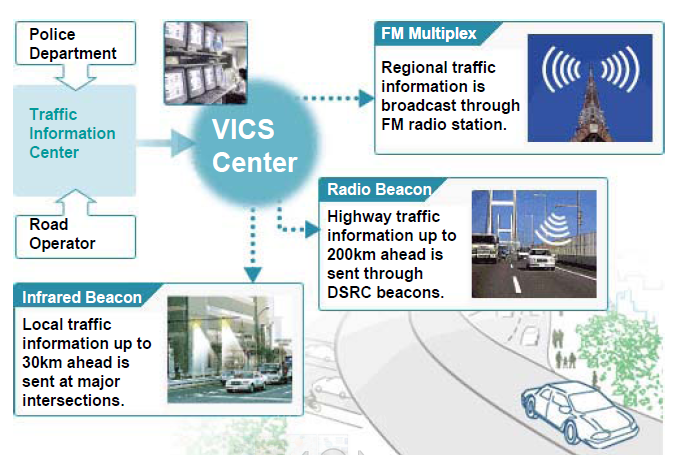 Police
Department
Traffic
Information
Center
Road
Operator
VICS
Center
FM Multiplex
Regional traffic
information is
broadcast through
FM radio station.
Radio Beacon
Highway traffic
information up to
200km ahead is
sent through
DSRC beacons.
Infrared Beacon
Local traffic
information up to
30km ahead is
sent at major
intersections.